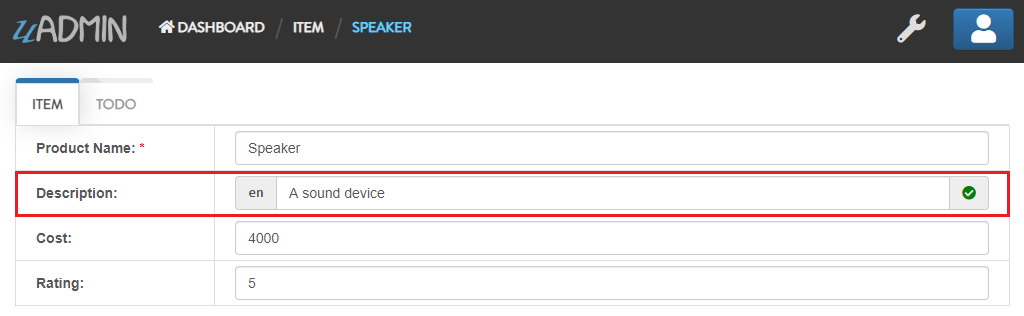 uADMIN DASHBOARD / ITEM / SPEAKER
ITEM TODO
Product Name: * Speaker
Description: en A sound device
Cost: 4000
Rating: 5